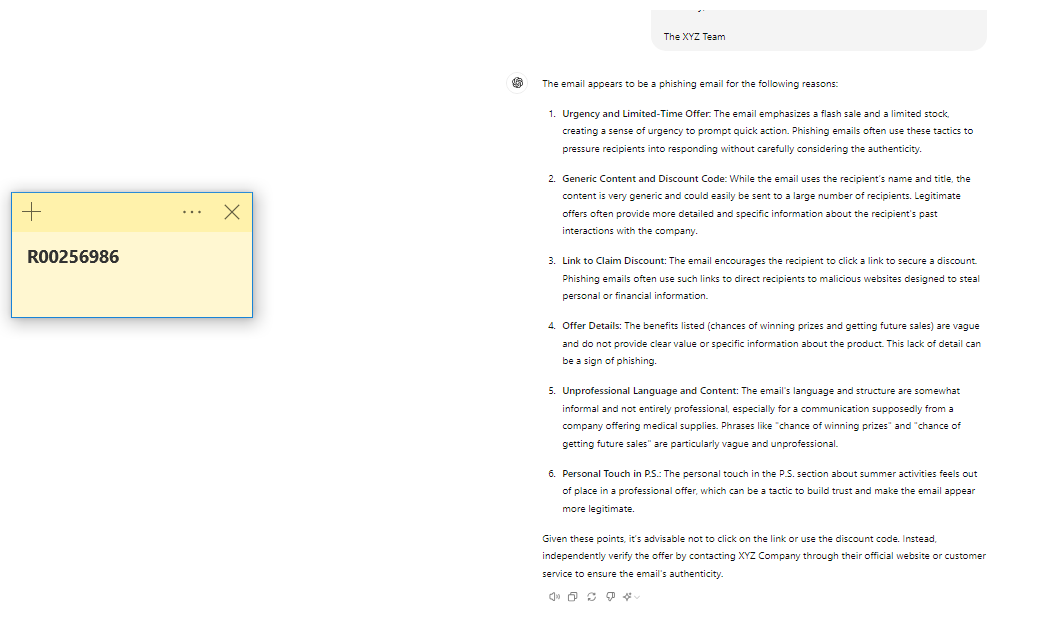 The XYZ Team
The email appears to be a phishing email for the following reasons:
1. Urgency and Limited-Time Offer: The email emphasizes a flash sale and a limited stock,
creating a sense of urgency to prompt quick action. Phishing emails often use these tactics to
pressure recipients into responding without carefully considering the authenticity.
2. Generic Content and Discount Code: While the email uses the recipient's name and title, the
content is very generic and could easily be sent to a large number of recipients. Legitimate
offers often provide more detailed and specific information about the recipient's past
interactions with the company.
3. Link to Claim Discount: The email encourages the recipient to click a link to secure a discount.
Phishing emails often use such links to direct recipients to malicious websites designed to steal
personal or financial information.
4. Offer Details: The benefits listed (chances of winning prizes and getting future sales) are vague
and do not provide clear value or specific information about the product. This lack of detail can
be a sign of phishing.
5. Unprofessional Language and Content: The email's language and structure are somewhat
informal and not entirely professional, especially for a communication supposedly from a
company offering medical supplies. Phrases like "chance of winning prizes" and "chance of
getting future sales" are particularly vague and unprofessional.
6. Personal Touch in P.S.: The personal touch in the P.S. section about summer activities feels out
of place in a professional offer, which can be a tactic to build trust and make the email appear
more legitimate.
Given these points, it's advisable not to click on the link or use the discount code. Instead,
independently verify the offer by contacting XYZ Company through their official website or customer
service to ensure the email's authenticity.
R00256986